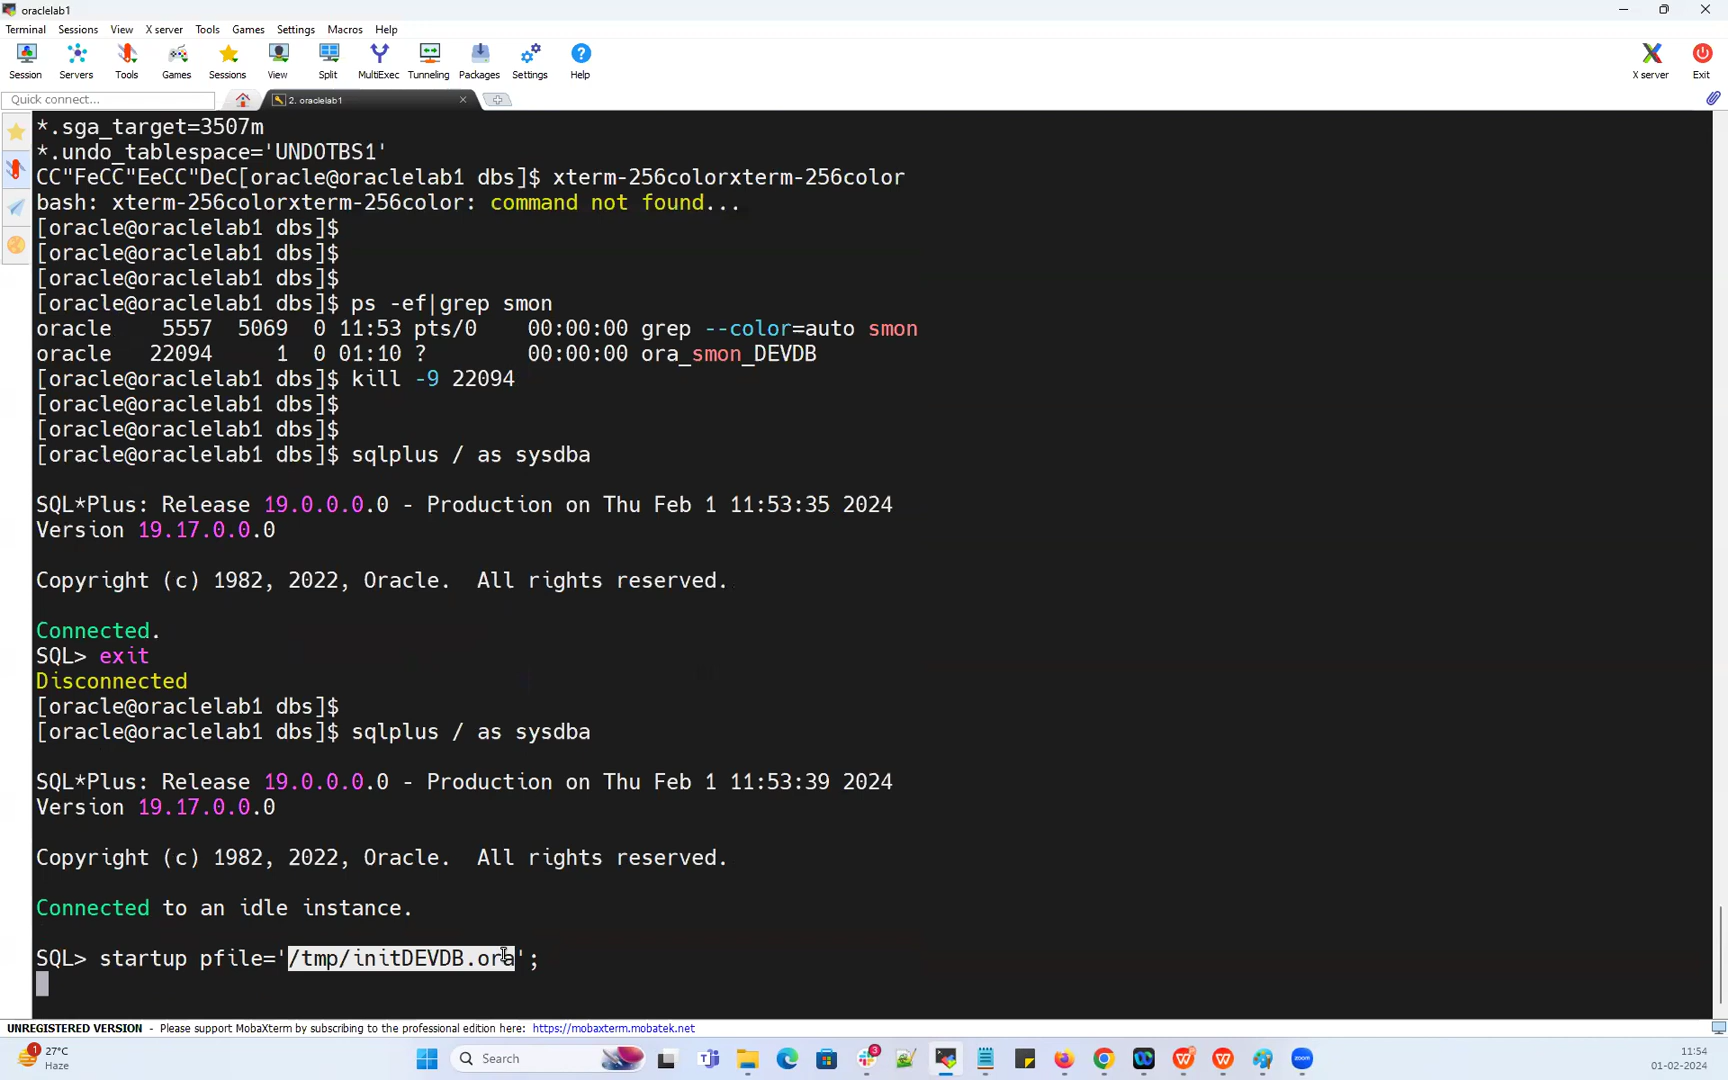 oraclelab1
Terminal Sessions View X server Tools Games Settings Macros Help
Session Servers Tools Games Sessions View Split MultiExec Tunneling Packages Settings Help X server Exit
Quick connect... 2. oraclelab1
*.sga_target=3507m
*.undo_tablespace='UNDOTBS1'
CC"FeCC"EeCC"DeC[oracle@oraclelab1 dbs]$ xterm-256colorxterm-256color
bash: xterm-256colorxterm-256color: command not found...
[oracle@oraclelab1 dbs]$
[oracle@oraclelab1 dbs]$
[oracle@oraclelab1 dbs]$
[oracle@oraclelab1 dbs]$ ps -ef|grep smon
oracle 5557 5069 0 11:53 pts/0 00:00:00 grep --color=auto smon
oracle 22094 1 0 01:10 ? 00:00:00 ora_smon_DEVDB
[oracle@oraclelab1 dbs]$ kill -9 22094
[oracle@oraclelab1 dbs]$
[oracle@oraclelab1 dbs]$
[oracle@oraclelab1 dbs]$ sqlplus / as sysdba
SQL*Plus: Release 19.0.0.0.0 - Production on Thu Feb 1 11:53:35 2024
Version 19.17.0.0.0
Copyright (c) 1982, 2022, Oracle. All rights reserved.
Connected.
SQL> exit
Disconnected
[oracle@oraclelab1 dbs]$
[oracle@oraclelab1 dbs]$ sqlplus / as sysdba
SQL*Plus: Release 19.0.0.0.0 - Production on Thu Feb 1 11:53:39 2024
Version 19.17.0.0.0
Copyright (c) 1982, 2022, Oracle. All rights reserved.
Connected to an idle instance.
SQL> startup pfile='/tmp/initDEVDB.ora';
UNREGISTERED VERSION - Please support MobaXterm by subscribing to the professional edition here: https://mobaxterm.mobatek.net
1 27°C
Haze
Search
3
zoom
11:54
01-02-2024